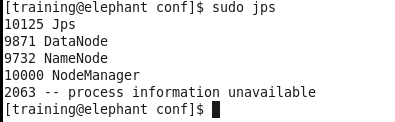 [training@elephant conf]$ sudo jps
10125 Jps
9871 DataNode
9732 NameNode
10000 NodeManager
2063 -- process information unavailable
[training@elephant conf]$